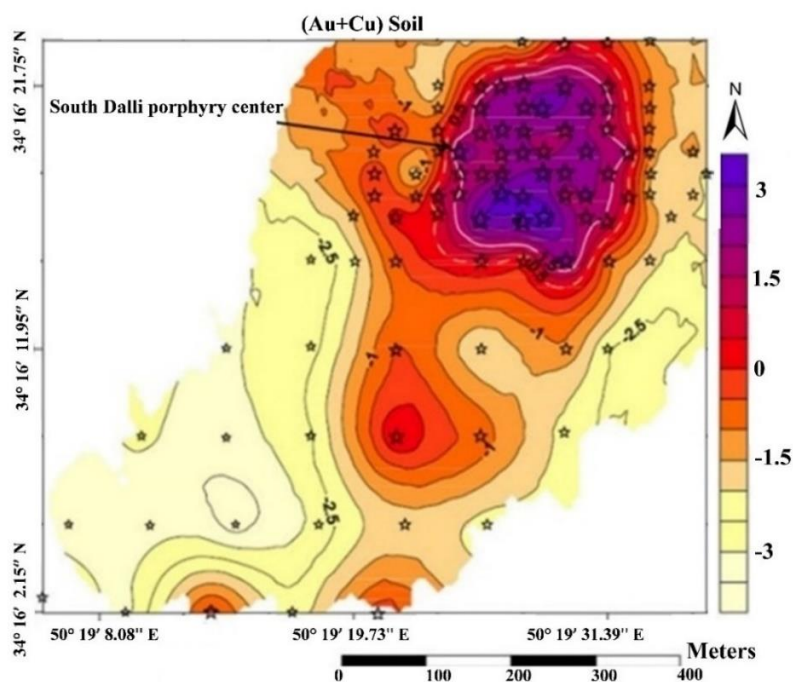 (Au+Cu) Soil
34° 16' 21.75" N
South Dalli porphyry center
34° 16' 11.95" N
34° 16' 2.15" N
-1
-1
-2.5
-1
-1
-2.5
-1
-2.5
N
3
1.5
0
-1.5
-3
50° 19' 8.08" E
50° 19' 19.73" E
50° 19' 31.39" E
Meters
0
100
200
300
400